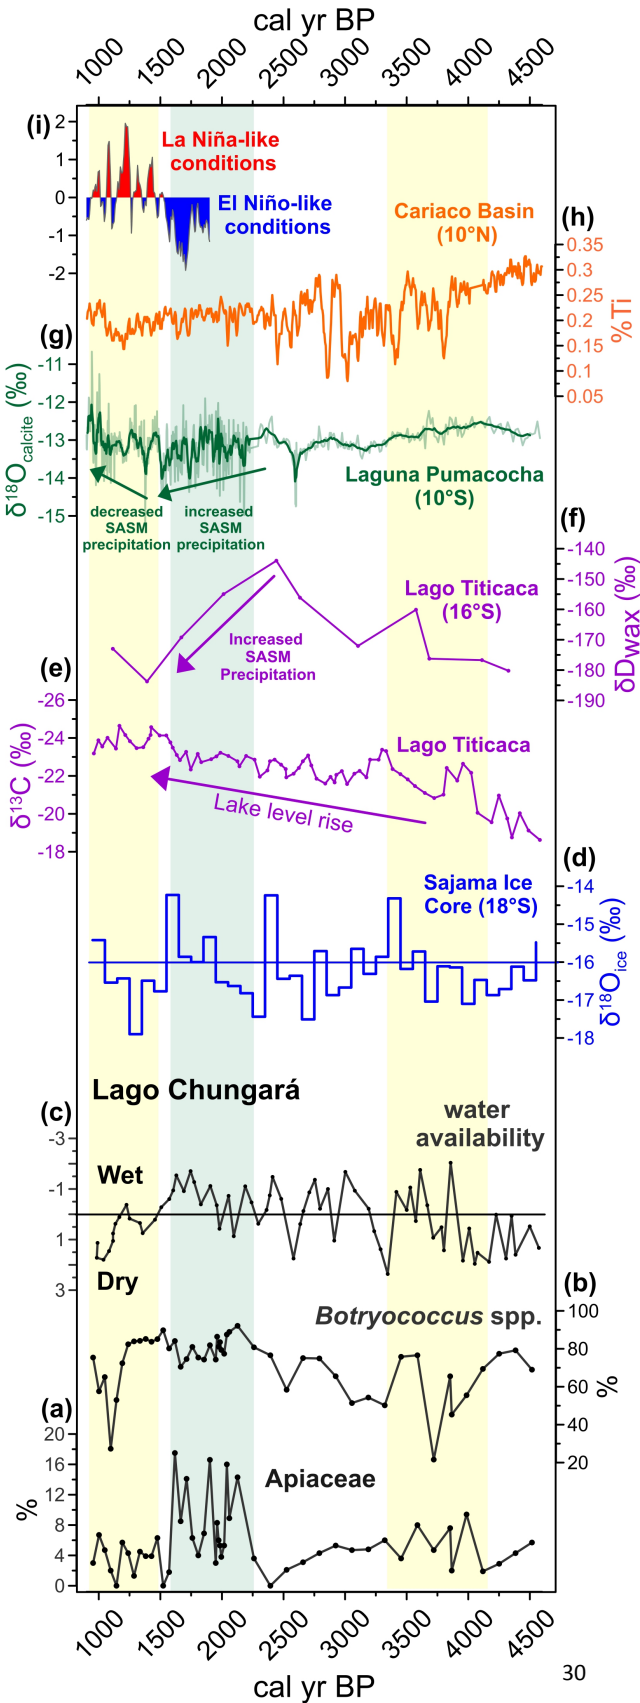 cal yr BP
1000 1500 2000 2500 3000 3500 4000 4500
(i)
2
1
0
-1
-2
La Niña-like
conditions
El Niño-like
conditions
Cariaco Basin
(10°N)
(h)
0.35
0.3
0.25
0.2
0.15
0.1
0.05
%Ti
(g)
-11
-12
-13
-14
-15
δ18Ocalcite (‰)
Laguna Pumacocha
(10°S)
decreased
SASM
precipitation
increased
SASM
precipitation
(f)
-140
-150
-160
-170
-180
-190
δDwax (‰)
Lago Titicaca
(16°S)
Increased
SASM
Precipitation
(e)
-26
-24
-22
-20
-18
δ13C (‰)
Lago Titicaca
Lake level rise
(d)
Sajama Ice
Core (18°S)
-14
-15
-16
-17
-18
δ18Oice (‰)
Lago Chungará
(c)
water
availability
-3
-1
1
3
Wet
Dry
(b)
Botryococcus spp.
100
80
60
40
20
%
(a)
20
16
12
8
4
0
%
Apiaceae
1000 1500 2000 2500 3000 3500 4000 4500
cal yr BP
30